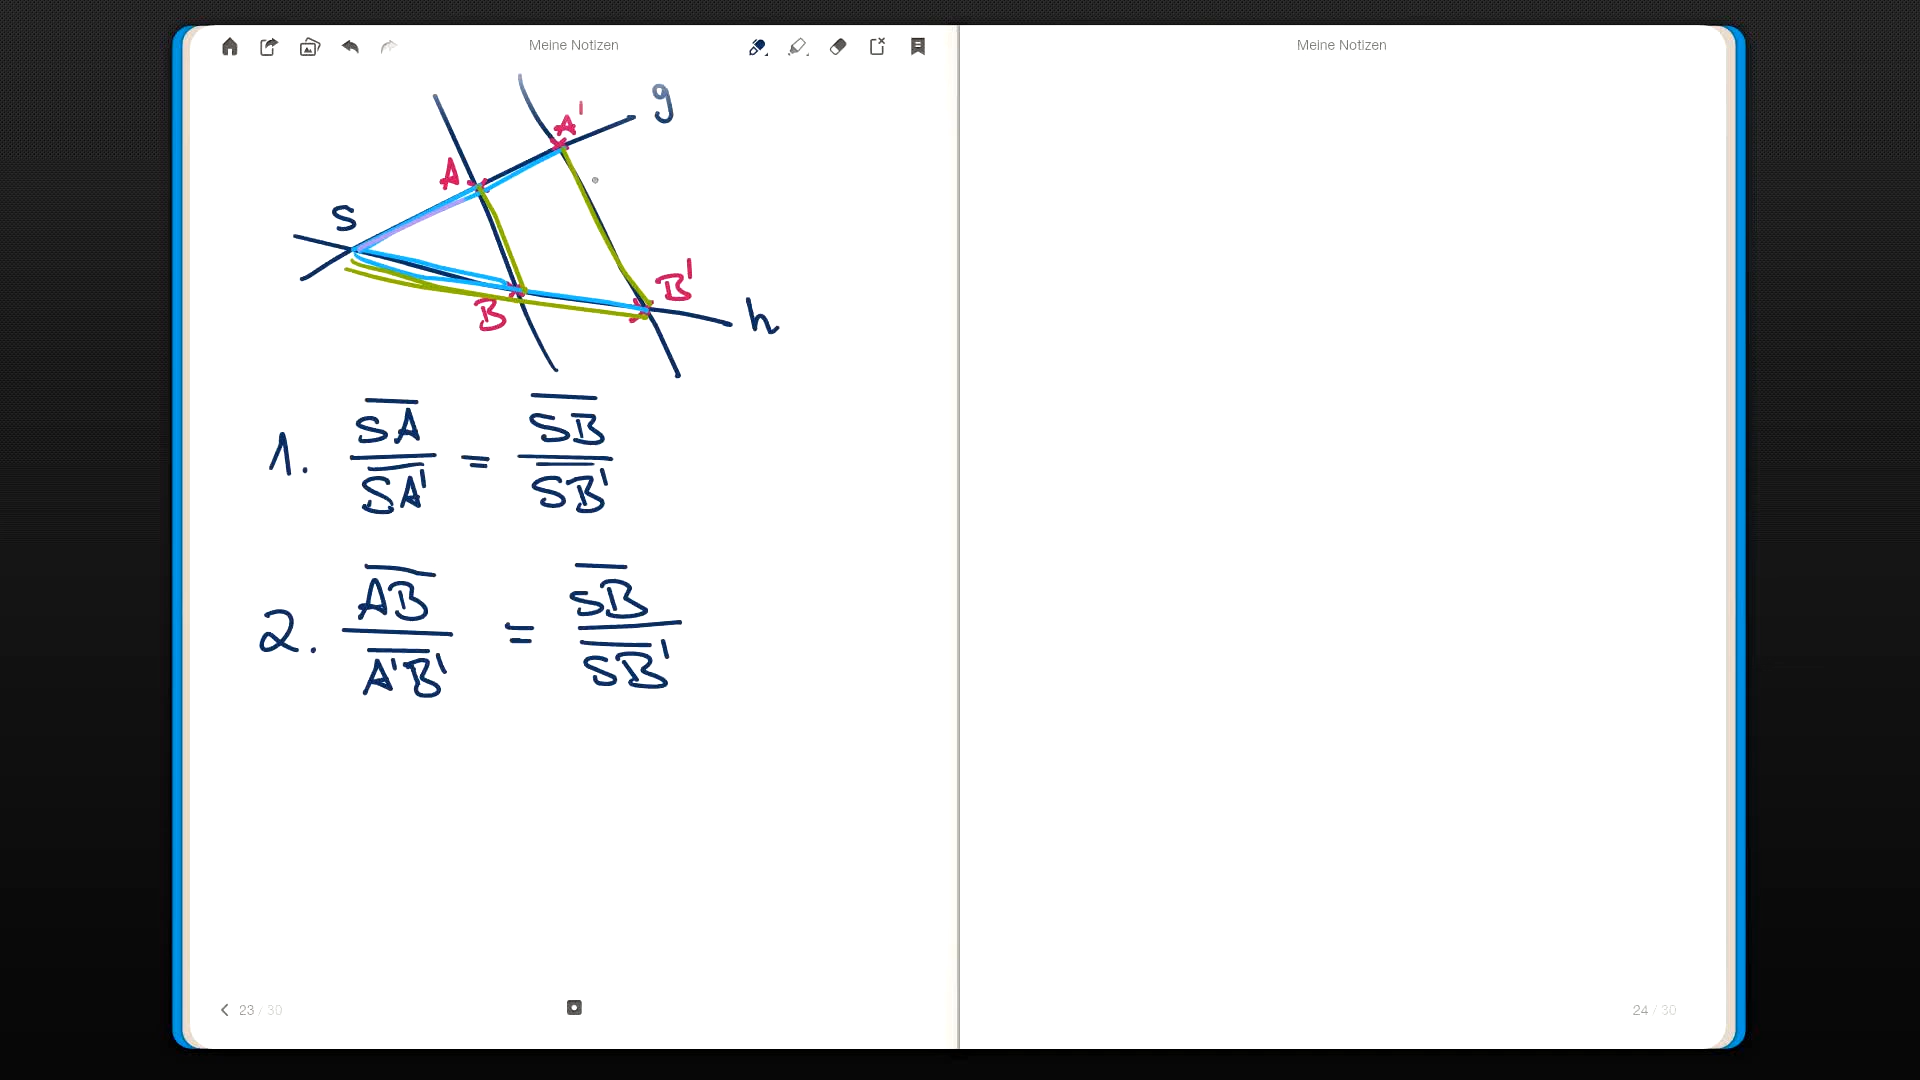 Meine Notizen
Meine Notizen
g
A'
A
S
B'
B
h
1. SA/SA' = SB/SB'
2. AB/A'B' = SB/SB'
23 / 30
24 / 30